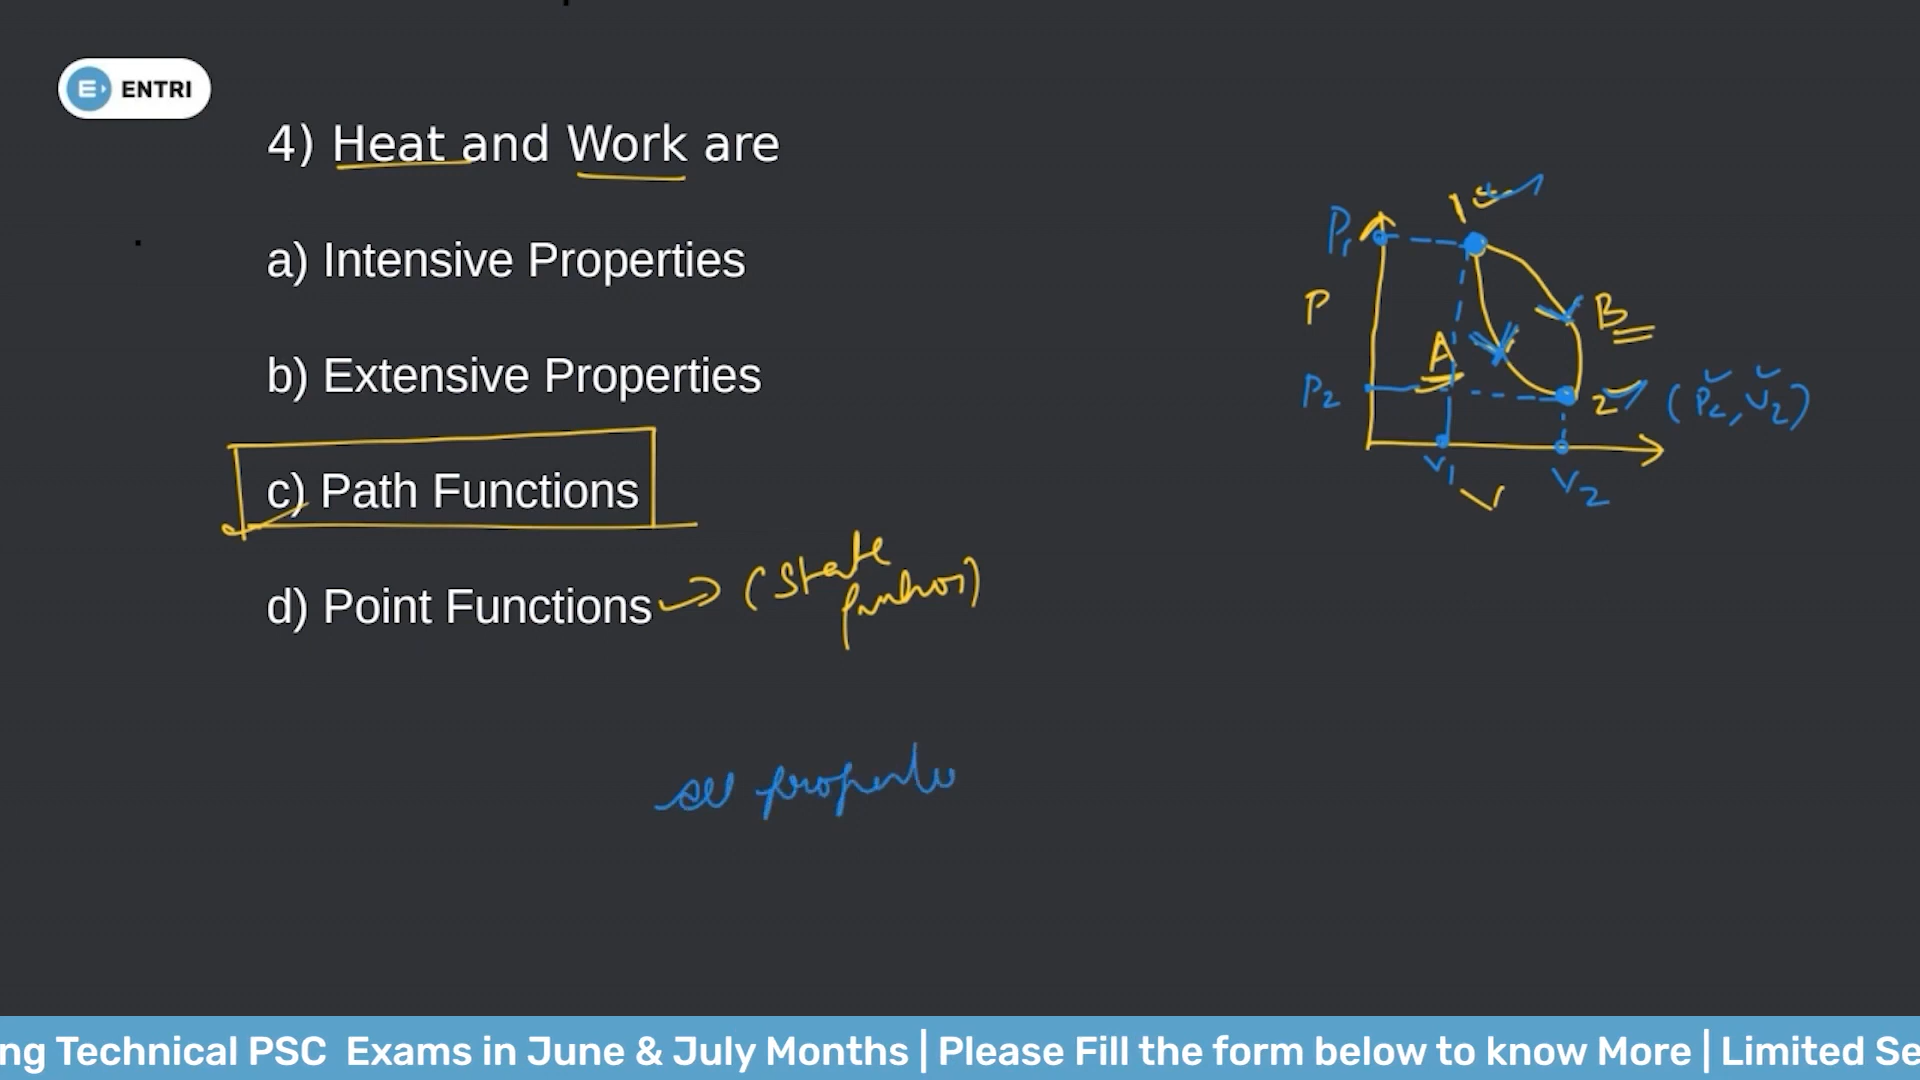 ENTRI
4) Heat and Work are
a) Intensive Properties
b) Extensive Properties
c) Path Functions
d) Point Functions → (State
1
P1
P
B
A
P2
2 (P2, V2)
V1
V2
V
ng Technical PSC Exams in June & July Months | Please Fill the form below to know More | Limited Se